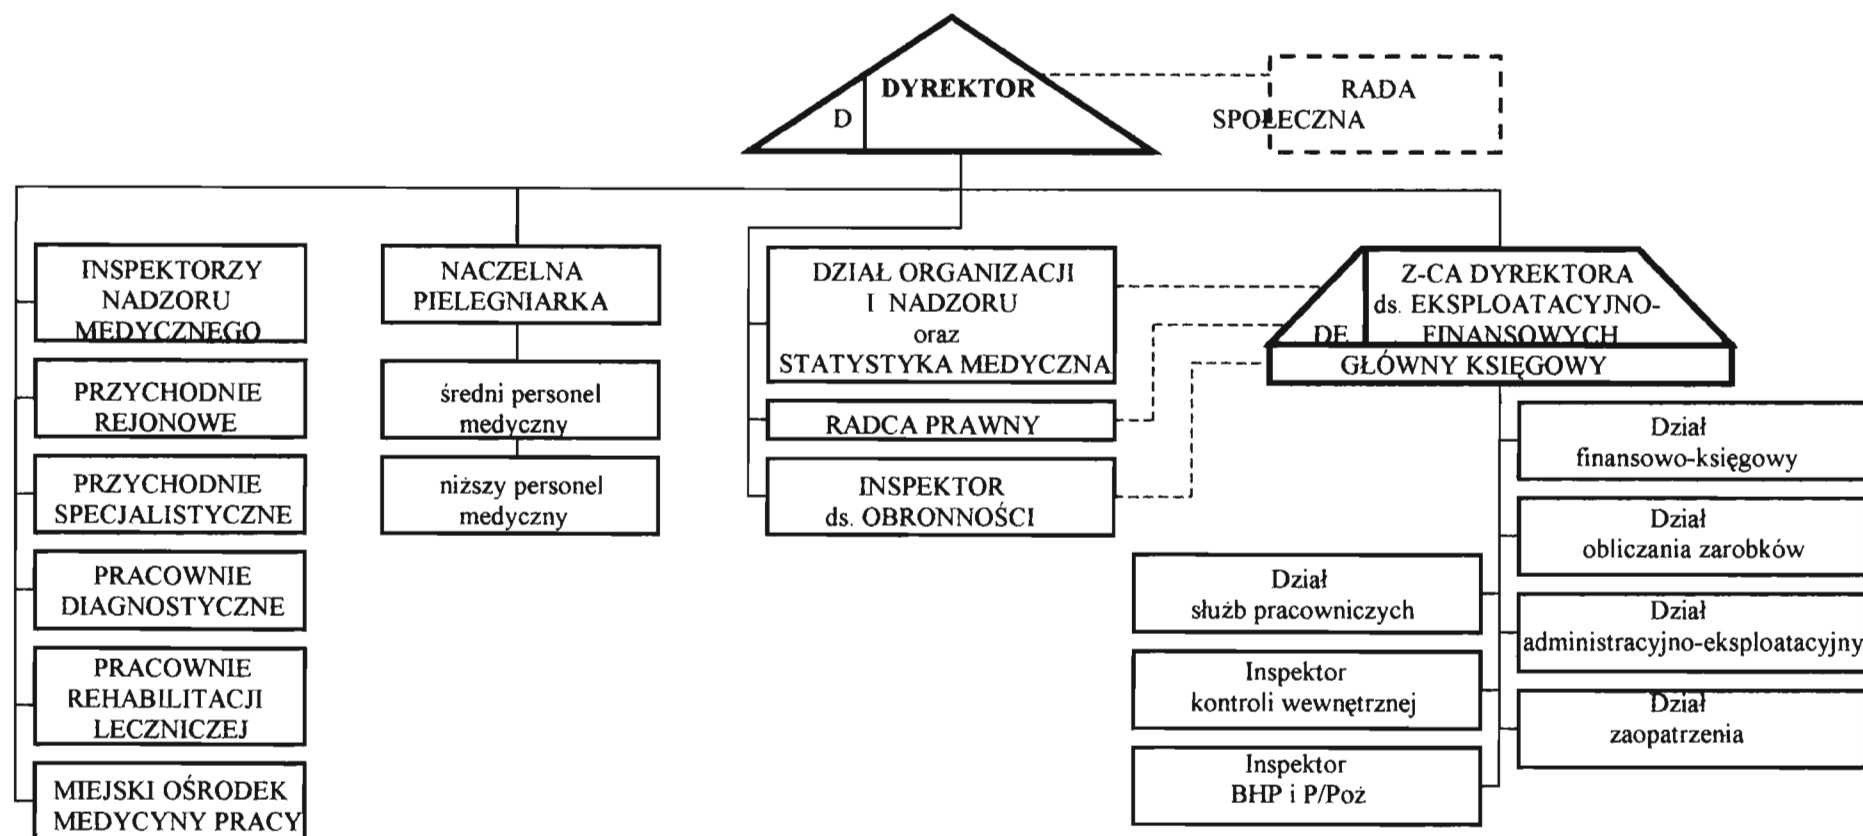 DYREKTOR
D
RADA
SPOŁECZNA
INSPEKTORZY
NADZORU
MEDYCZNEGO
PRZYCHODNIE
REJONOWE
PRZYCHODNIE
SPECJALISTYCZNE
PRACOWNIE
DIAGNOSTYCZNE
PRACOWNIE
REHABILITACJI
LECZNICZEJ
MIEJSKI OŚRODEK
MEDYCYNY PRACY
NACZELNA
PIELEGNIARKA
średni personel
medyczny
niższy personel
medyczny
DZIAŁ ORGANIZACJI
I NADZORU
oraz
STATYSTYKA MEDYCZNA
RADCA PRAWNY
INSPEKTOR
ds. OBRONNOŚCI
Z-CA DYREKTORA
ds. EKSPLOATACYJNO-
DE FINANSOWYCH
GŁÓWNY KSIĘGOWY
Dział
służb pracowniczych
Inspektor
kontroli wewnętrznej
Inspektor
BHP i P/Poż
Dział
finansowo-księgowy
Dział
obliczania zarobków
Dział
administracyjno-eksploatacyjny
Dział
zaopatrzenia